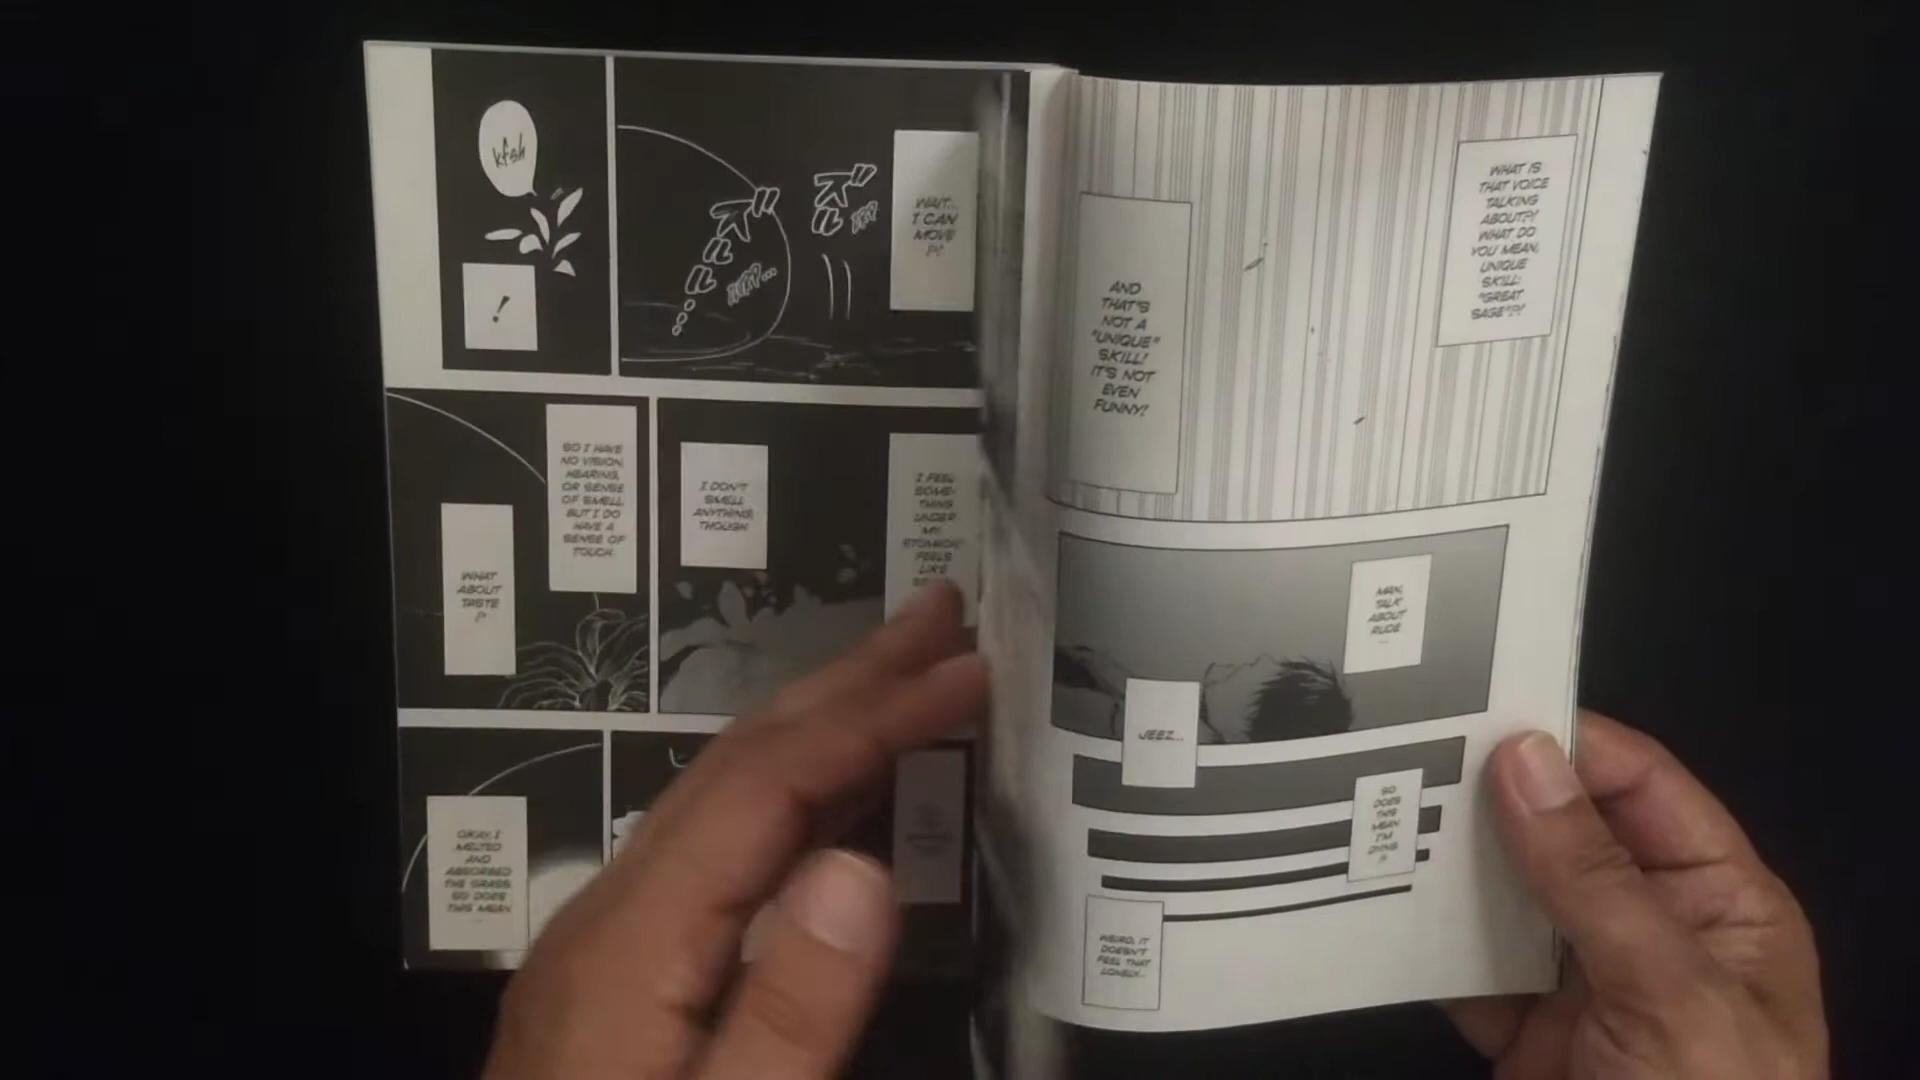 WHAT IS
THAT VOICE
TALKING
ABOUT?!
WHAT DO
YOU MEAN,
UNIQUE
SKILL:
"GREAT
SAGE"?!
AND
THAT'S
NOT A
"UNIQUE"
SKILL!
IT'S NOT
EVEN
FUNNY!
MAN,
TALK
ABOUT
RUDE
...
JEEZ...
SO
DOES
THIS
MEAN
I'M
DYING
?!
WEIRD, IT
DOESN'T
FEEL THAT
LONELY...
WAIT...
I CAN
MOVE
?!
ズル
ズルルル...
kfsh
!
I FEEL
SOME-
THING
UNDER
MY
STOMACH.
FEELS
LIKE
I DON'T
SMELL
ANYTHING,
THOUGH.
SO I HAVE
NO VISION,
HEARING,
OR SENSE
OF SMELL,
BUT I DO
HAVE A
SENSE OF
TOUCH.
WHAT
ABOUT
TASTE
?!
OKAY, I
MELTED
AND
ABSORBED
THE GRASS.
SO DOES
THIS MEAN
...